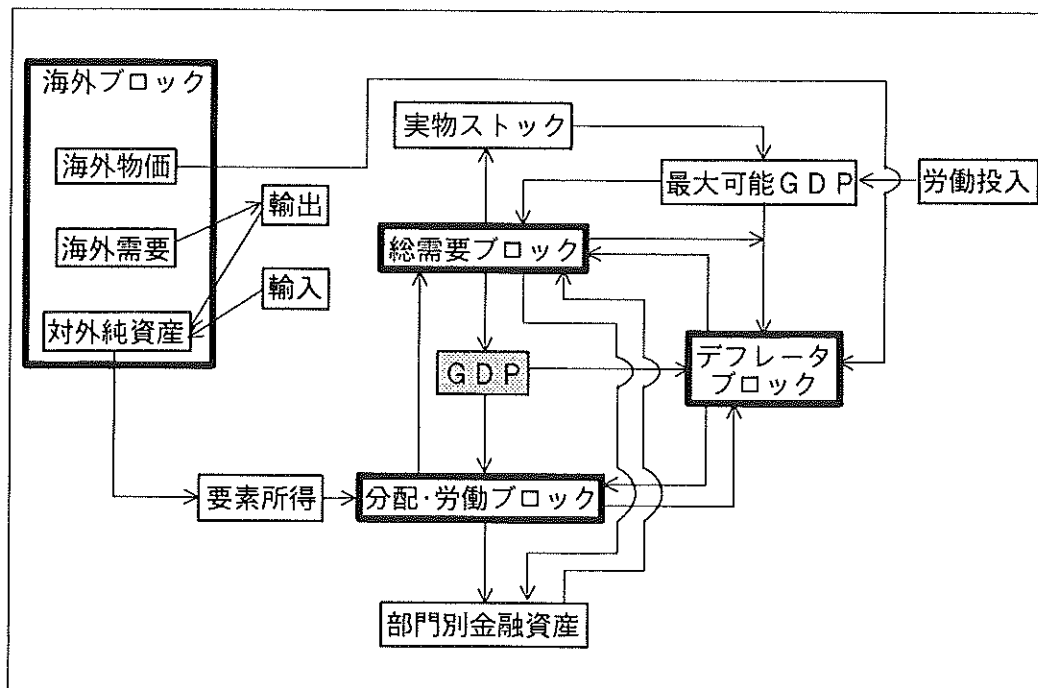 海外ブロック
実物ストック
海外物価
最大可能ＧＤＰ
労働投入
輸出
海外需要
総需要ブロック
輸入
対外純資産
デフレータ
ブロック
ＧＤＰ
要素所得
分配・労働ブロック
部門別金融資産